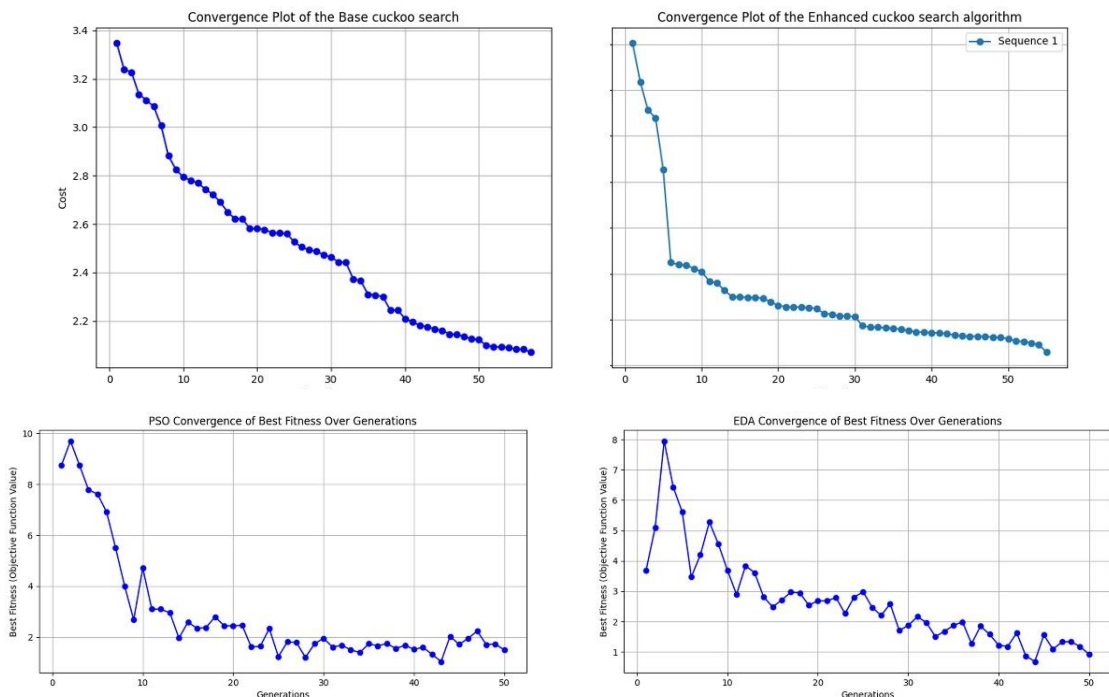 Convergence Plot of the Base cuckoo search
3.4
3.2
3.0
2.8
2.6
2.4
2.2
Cost
0 10 20 30 40 50
Convergence Plot of the Enhanced cuckoo search algorithm
Sequence 1
0 10 20 30 40 50
PSO Convergence of Best Fitness Over Generations
10
8
6
4
2
Best Fitness (Objective Function Value)
0 10 20 30 40 50
Generations
EDA Convergence of Best Fitness Over Generations
8
7
6
5
4
3
2
1
Best Fitness (Objective Function Value)
0 10 20 30 40 50
Generations